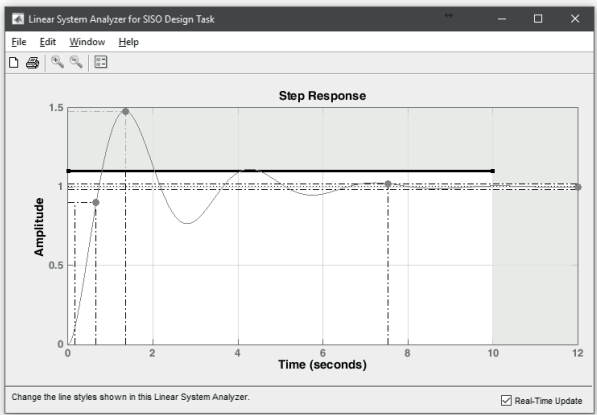 Linear System Analyzer for SISO Design Task
File Edit Window Help
Step Response
1.5
1
0.5
0
Amplitude
0 2 4 6 8 10 12
Time (seconds)
Change the line styles shown in this Linear System Analyzer.
Real-Time Update